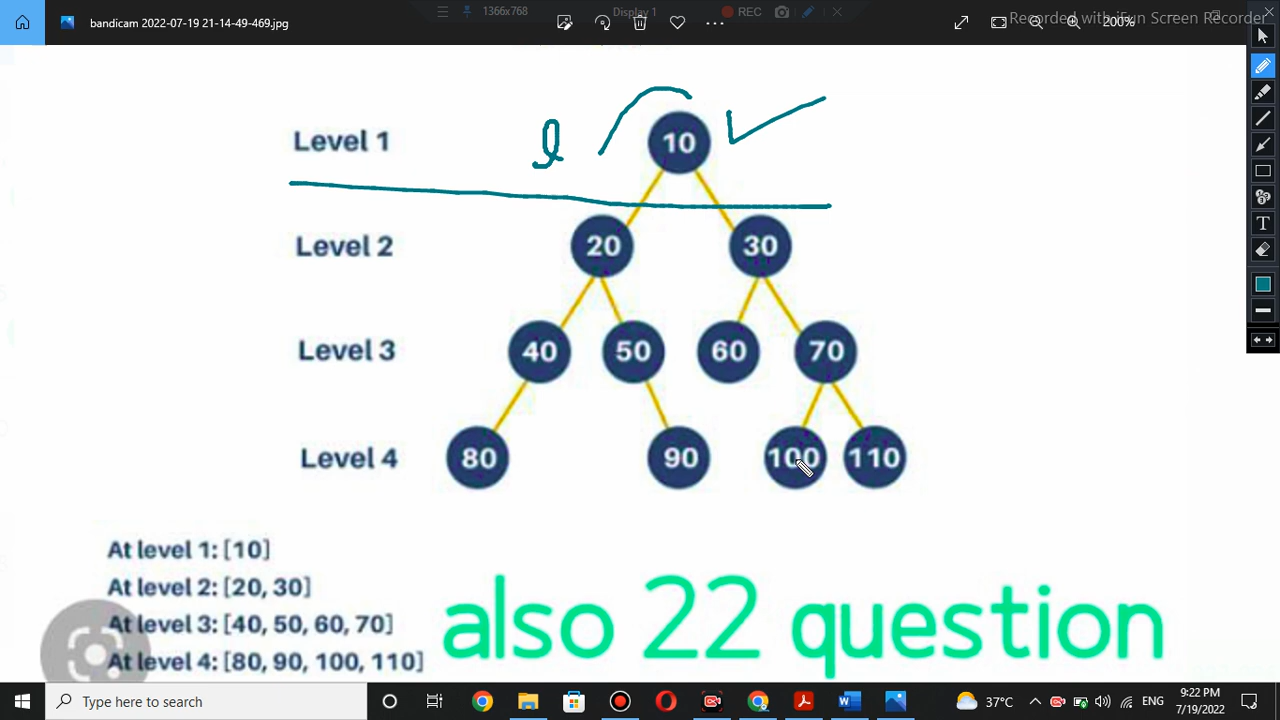 bandicam 2022-07-19 21-14-49-469.jpg
1366x768
Display 1
REC
200%
Recorded with iFun Screen Recorder
Level 1
10
Level 2
20 30
Level 3
40 50 60 70
Level 4
80 90 100 110
At level 1: [10]
At level 2: [20, 30]
At level 3: [40, 50, 60, 70]
At level 4: [80, 90, 100, 110]
also 22 question
Type here to search
37°C
ENG
9:22 PM
7/19/2022